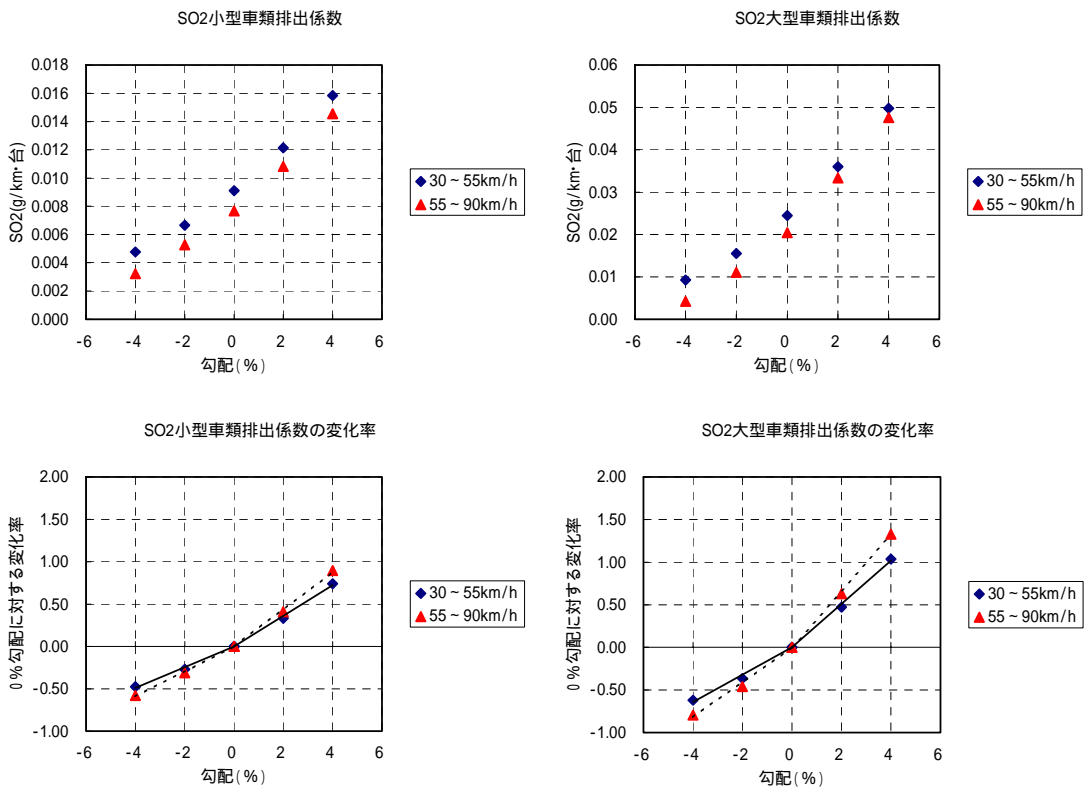 SO2小型車類排出係数
0.018
0.016
0.014
0.012
0.010
0.008
0.006
0.004
0.002
0.000
SO2(g/km・台)
-6 -4 -2 0 2 4 6
勾配(%)
30～55km/h
55～90km/h
SO2大型車類排出係数
0.06
0.05
0.04
0.03
0.02
0.01
0.00
SO2(g/km・台)
-6 -4 -2 0 2 4 6
勾配(%)
30～55km/h
55～90km/h
SO2小型車類排出係数の変化率
2.00
1.50
1.00
0.50
0.00
-0.50
-1.00
0%勾配に対する変化率
-6 -4 -2 0 2 4 6
勾配(%)
30～55km/h
55～90km/h
SO2大型車類排出係数の変化率
2.00
1.50
1.00
0.50
0.00
-0.50
-1.00
0%勾配に対する変化率
-6 -4 -2 0 2 4 6
勾配(%)
30～55km/h
55～90km/h